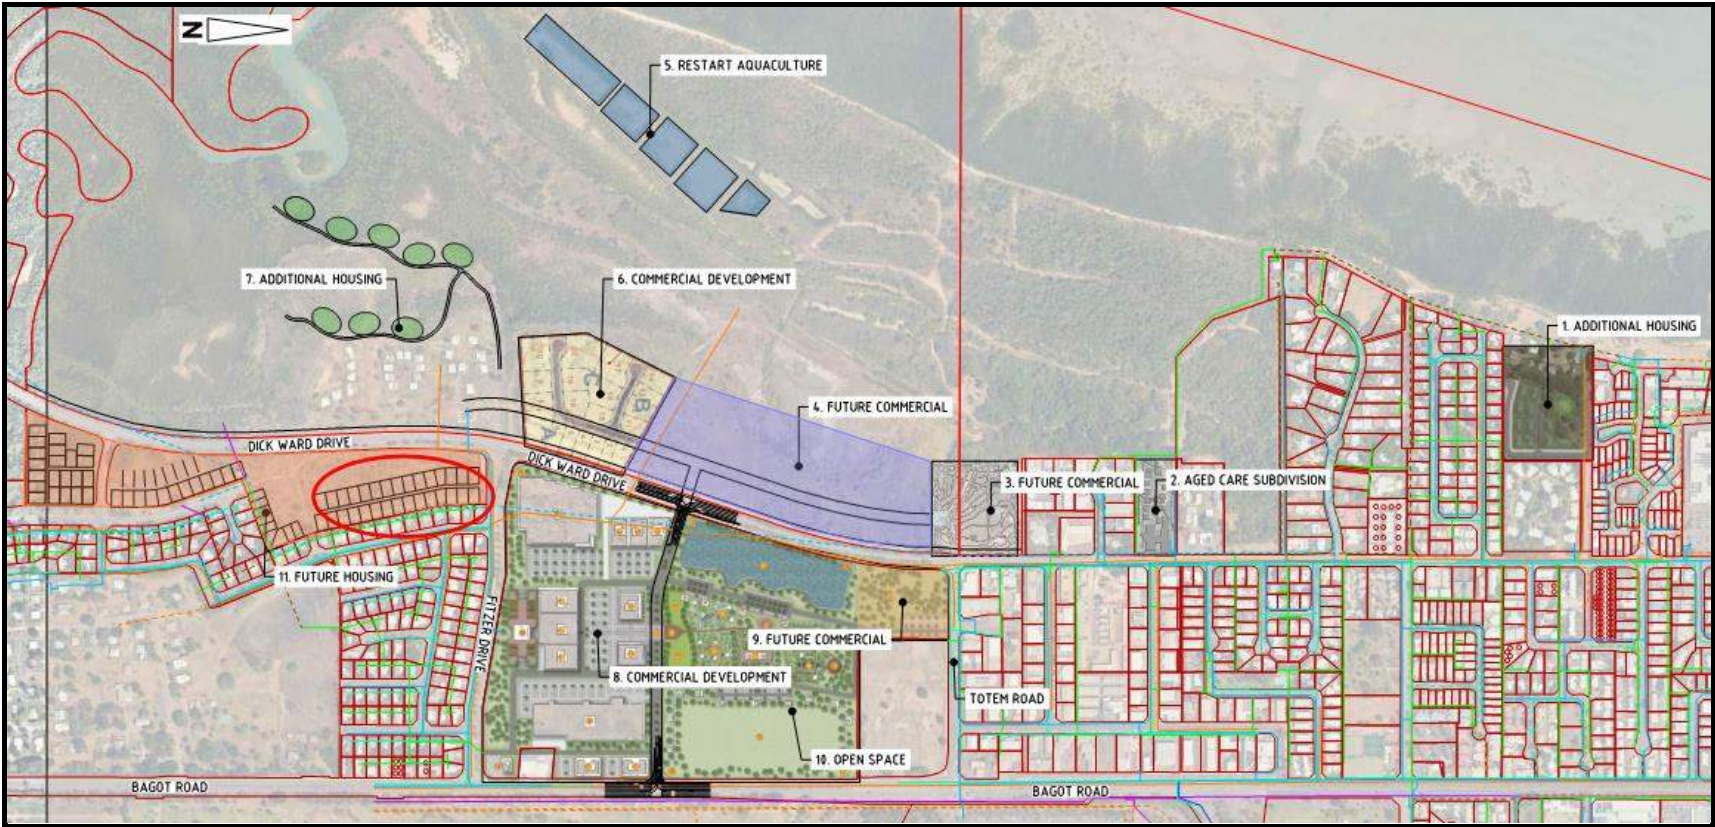 N
5. RESTART AQUACULTURE
7. ADDITIONAL HOUSING
6. COMMERCIAL DEVELOPMENT
1. ADDITIONAL HOUSING
C
B
A
4. FUTURE COMMERCIAL
DICK WARD DRIVE
DICK WARD DRIVE
3. FUTURE COMMERCIAL
2. AGED CARE SUBDIVISION
11. FUTURE HOUSING
FITZER DRIVE
9. FUTURE COMMERCIAL
8. COMMERCIAL DEVELOPMENT
TOTEM ROAD
10. OPEN SPACE
BAGOT ROAD
BAGOT ROAD